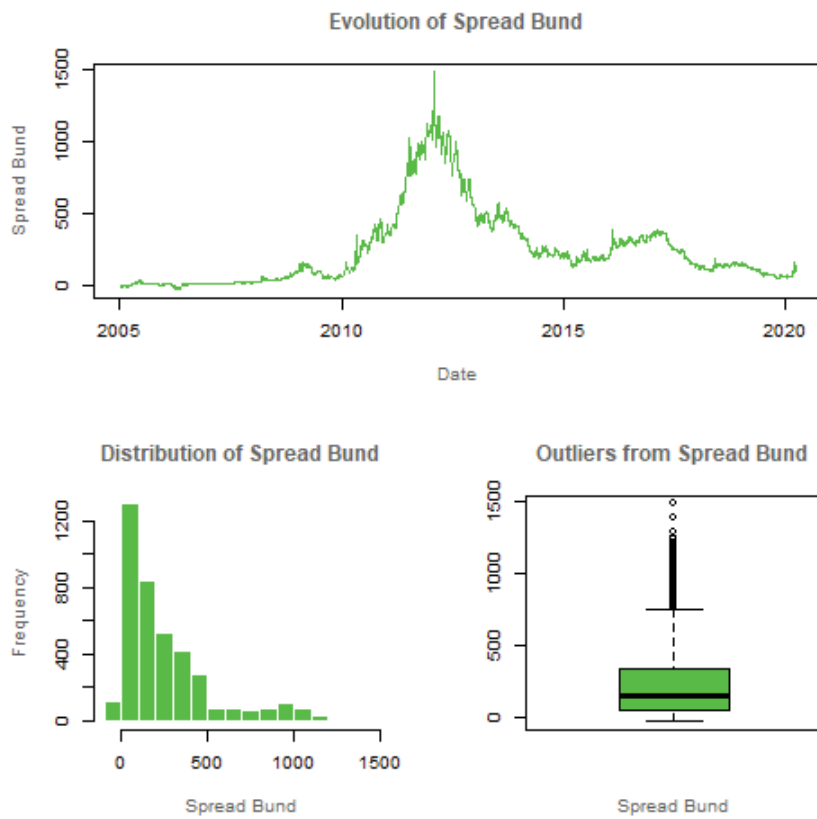 Evolution of Spread Bund
1500
1000
500
0
Spread Bund
2005 2010 2015 2020
Date
Distribution of Spread Bund
1200
800
400
0
Frequency
0 500 1000 1500
Spread Bund
Outliers from Spread Bund
1500
1000
500
0
Spread Bund